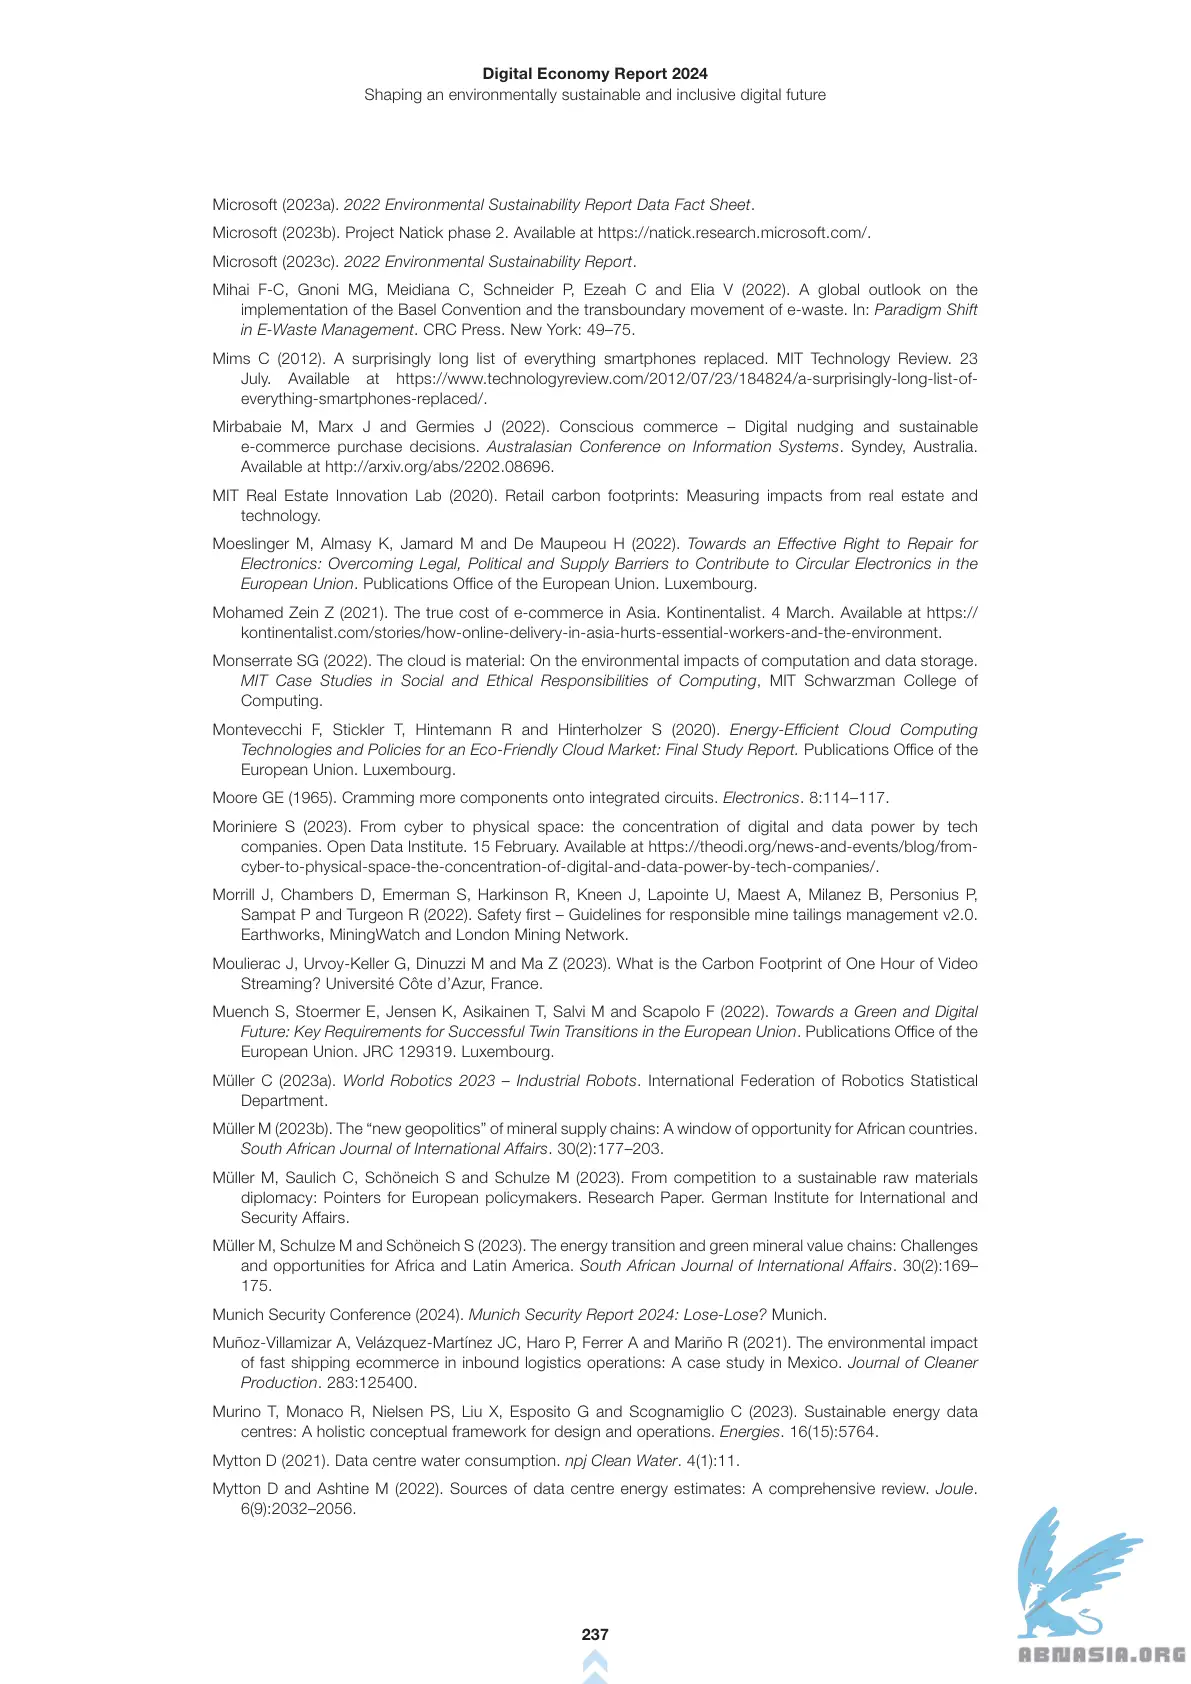 Digital Economy Report 2024
Shaping an environmentally sustainable and inclusive digital future
Microsoft (2023a). 2022 Environmental Sustainability Report Data Fact Sheet.
Microsoft (2023b). Project Natick phase 2. Available at https://natick.research.microsoft.com/.
Microsoft (2023c). 2022 Environmental Sustainability Report.
Mihai F-C, Gnoni MG, Meidiana C, Schneider P, Ezeah C and Elia V (2022). A global outlook on the
implementation of the Basel Convention and the transboundary movement of e-waste. In: Paradigm Shift
in E-Waste Management. CRC Press. New York: 49–75.
Mims C (2012). A surprisingly long list of everything smartphones replaced. MIT Technology Review. 23
July. Available at https://www.technologyreview.com/2012/07/23/184824/a-surprisingly-long-list-of-
everything-smartphones-replaced/.
Mirbabaie M, Marx J and Germies J (2022). Conscious commerce – Digital nudging and sustainable
e-commerce purchase decisions. Australasian Conference on Information Systems. Syndey, Australia.
Available at http://arxiv.org/abs/2202.08696.
MIT Real Estate Innovation Lab (2020). Retail carbon footprints: Measuring impacts from real estate and
technology.
Moeslinger M, Almasy K, Jamard M and De Maupeou H (2022). Towards an Effective Right to Repair for
Electronics: Overcoming Legal, Political and Supply Barriers to Contribute to Circular Electronics in the
European Union. Publications Office of the European Union. Luxembourg.
Mohamed Zein Z (2021). The true cost of e-commerce in Asia. Kontinentalist. 4 March. Available at https://
kontinentalist.com/stories/how-online-delivery-in-asia-hurts-essential-workers-and-the-environment.
Monserrate SG (2022). The cloud is material: On the environmental impacts of computation and data storage.
MIT Case Studies in Social and Ethical Responsibilities of Computing, MIT Schwarzman College of
Computing.
Montevecchi F, Stickler T, Hintemann R and Hinterholzer S (2020). Energy-Efficient Cloud Computing
Technologies and Policies for an Eco-Friendly Cloud Market: Final Study Report. Publications Office of the
European Union. Luxembourg.
Moore GE (1965). Cramming more components onto integrated circuits. Electronics. 8:114–117.
Moriniere S (2023). From cyber to physical space: the concentration of digital and data power by tech
companies. Open Data Institute. 15 February. Available at https://theodi.org/news-and-events/blog/from-
cyber-to-physical-space-the-concentration-of-digital-and-data-power-by-tech-companies/.
Morrill J, Chambers D, Emerman S, Harkinson R, Kneen J, Lapointe U, Maest A, Milanez B, Personius P,
Sampat P and Turgeon R (2022). Safety first – Guidelines for responsible mine tailings management v2.0.
Earthworks, MiningWatch and London Mining Network.
Moulierac J, Urvoy-Keller G, Dinuzzi M and Ma Z (2023). What is the Carbon Footprint of One Hour of Video
Streaming? Université Côte d’Azur, France.
Muench S, Stoermer E, Jensen K, Asikainen T, Salvi M and Scapolo F (2022). Towards a Green and Digital
Future: Key Requirements for Successful Twin Transitions in the European Union. Publications Office of the
European Union. JRC 129319. Luxembourg.
Müller C (2023a). World Robotics 2023 – Industrial Robots. International Federation of Robotics Statistical
Department.
Müller M (2023b). The “new geopolitics” of mineral supply chains: A window of opportunity for African countries.
South African Journal of International Affairs. 30(2):177–203.
Müller M, Saulich C, Schöneich S and Schulze M (2023). From competition to a sustainable raw materials
diplomacy: Pointers for European policymakers. Research Paper. German Institute for International and
Security Affairs.
Müller M, Schulze M and Schöneich S (2023). The energy transition and green mineral value chains: Challenges
and opportunities for Africa and Latin America. South African Journal of International Affairs. 30(2):169–
175.
Munich Security Conference (2024). Munich Security Report 2024: Lose-Lose? Munich.
Muñoz-Villamizar A, Velázquez-Martínez JC, Haro P, Ferrer A and Mariño R (2021). The environmental impact
of fast shipping ecommerce in inbound logistics operations: A case study in Mexico. Journal of Cleaner
Production. 283:125400.
Murino T, Monaco R, Nielsen PS, Liu X, Esposito G and Scognamiglio C (2023). Sustainable energy data
centres: A holistic conceptual framework for design and operations. Energies. 16(15):5764.
Mytton D (2021). Data centre water consumption. npj Clean Water. 4(1):11.
Mytton D and Ashtine M (2022). Sources of data centre energy estimates: A comprehensive review. Joule.
6(9):2032–2056.
237
ABNASIA.ORG